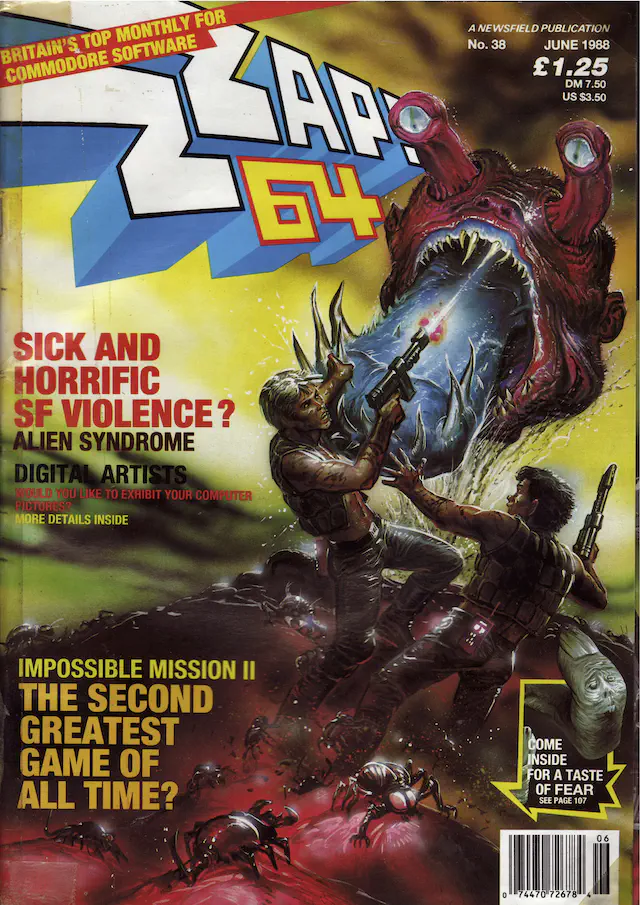 BRITAIN'S TOP MONTHLY FOR
COMMODORE SOFTWARE
ZZAP!
64
A NEWSFIELD PUBLICATION
No. 38 JUNE 1988
£1.25
DM 7.50
US $3.50
SICK AND
HORRIFIC
SF VIOLENCE?
ALIEN SYNDROME
DIGITAL ARTISTS
WOULD YOU LIKE TO EXHIBIT YOUR COMPUTER
PICTURES?
MORE DETAILS INSIDE
IMPOSSIBLE MISSION II
THE SECOND
GREATEST
GAME OF
ALL TIME?
COME
INSIDE
FOR A TASTE
OF FEAR
SEE PAGE 107
06
0 74470 72678 4